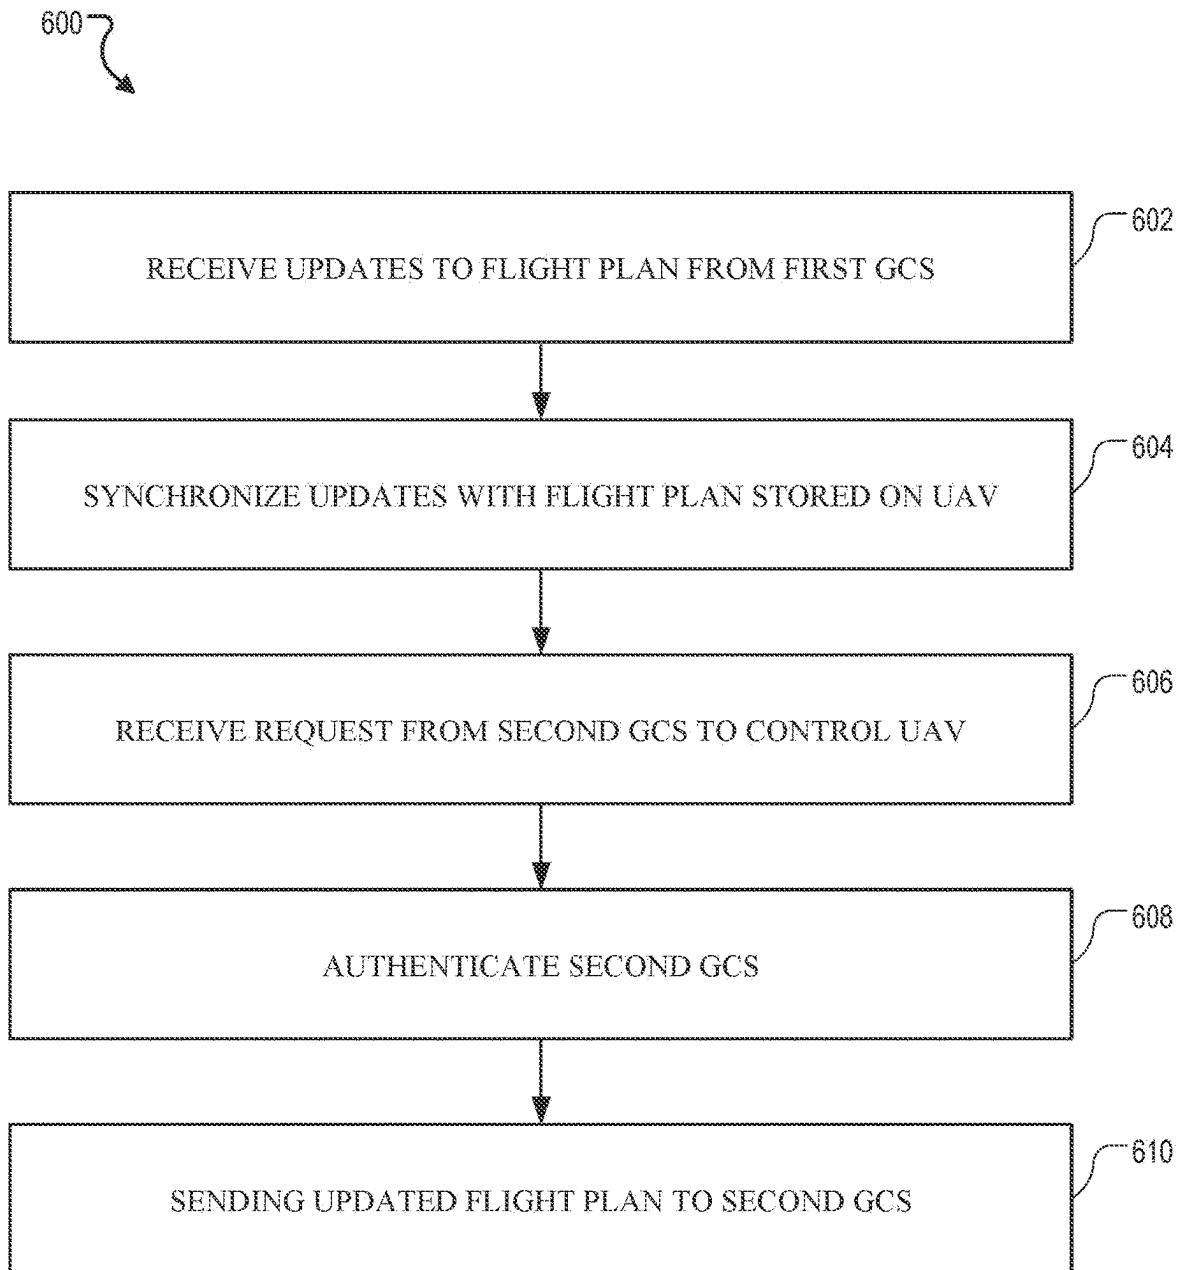 600
602
RECEIVE UPDATES TO FLIGHT PLAN FROM FIRST GCS
604
SYNCHRONIZE UPDATES WITH FLIGHT PLAN STORED ON UAV
606
RECEIVE REQUEST FROM SECOND GCS TO CONTROL UAV
608
AUTHENTICATE SECOND GCS
610
SENDING UPDATED FLIGHT PLAN TO SECOND GCS